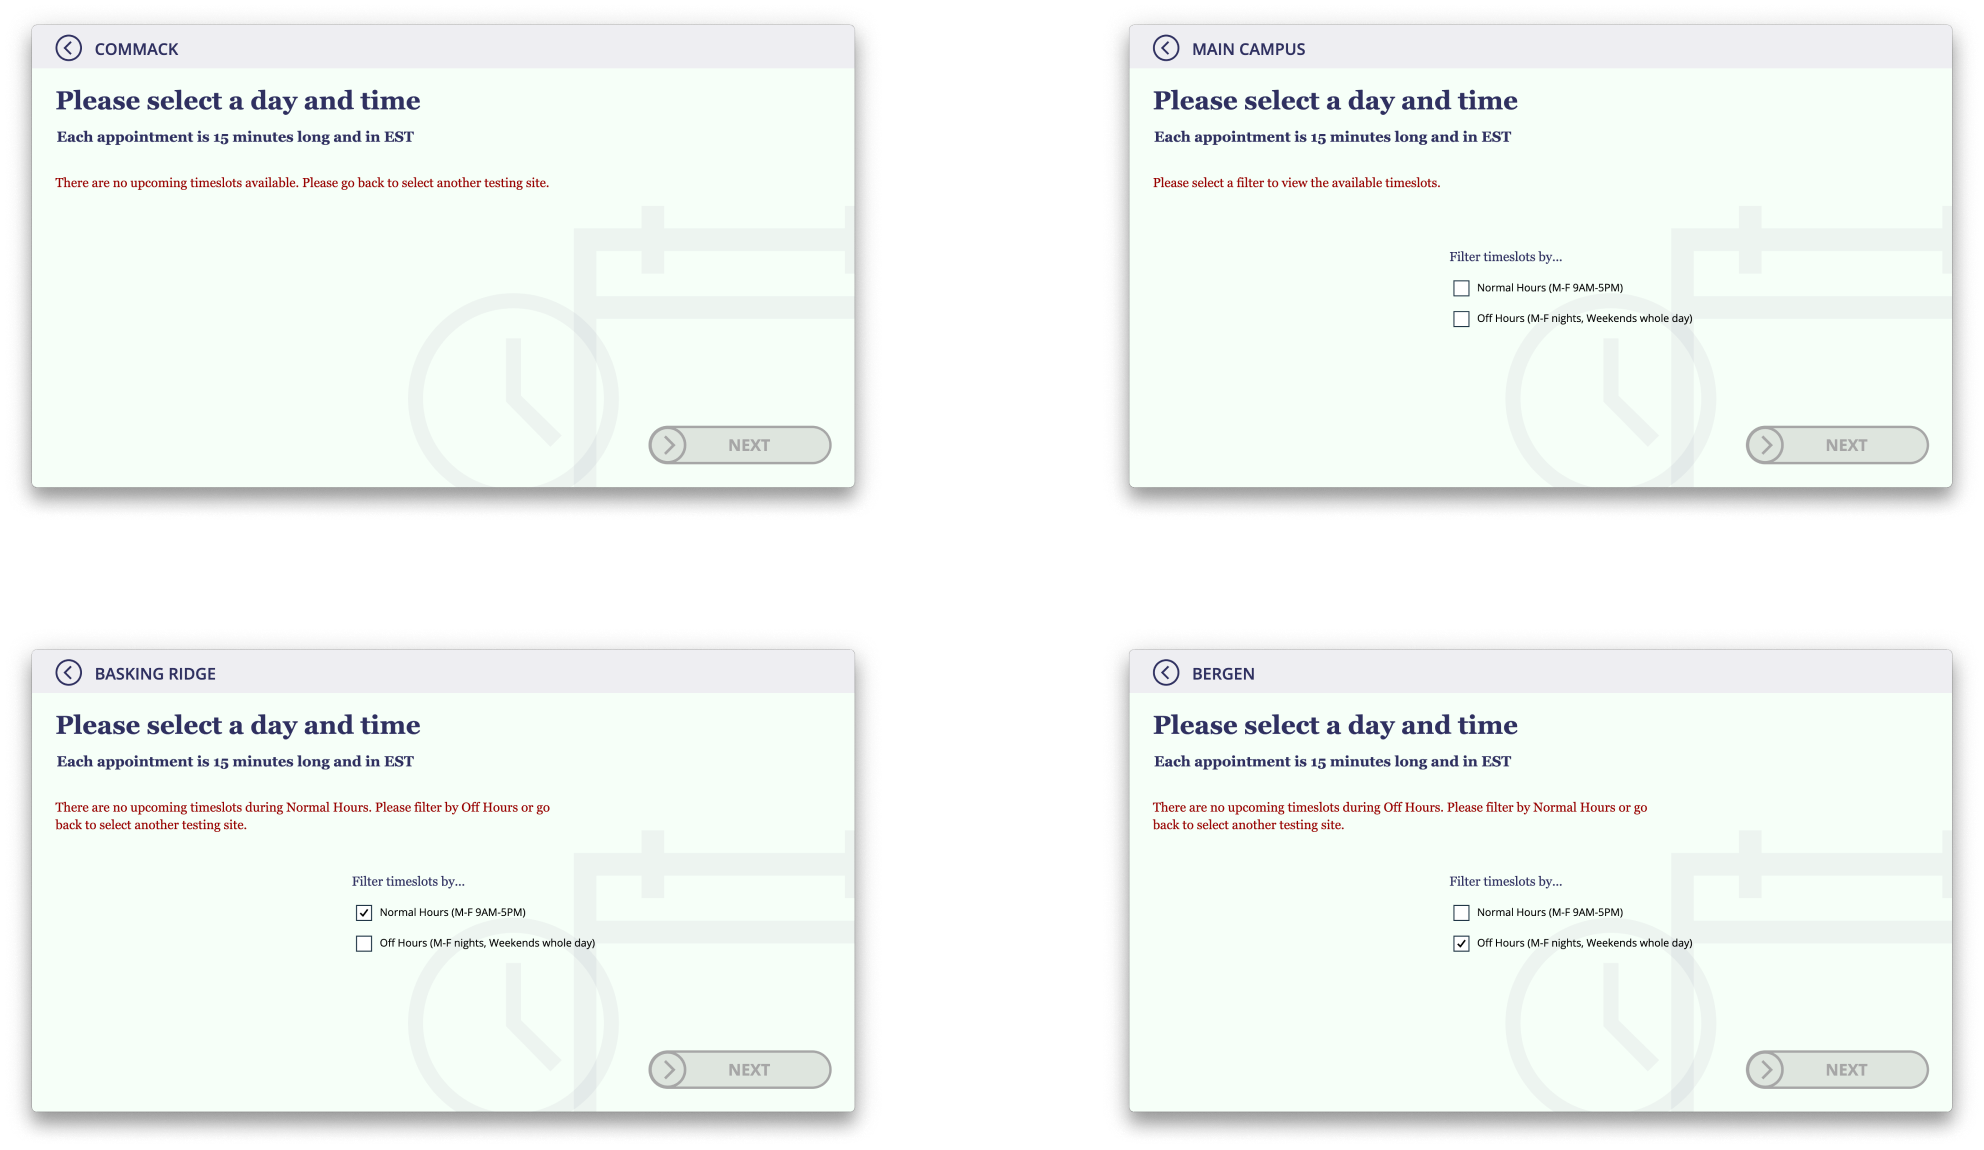 COMMACK
Please select a day and time
Each appointment is 15 minutes long and in EST
There are no upcoming timeslots available. Please go back to select another testing site.
NEXT
MAIN CAMPUS
Please select a day and time
Each appointment is 15 minutes long and in EST
Please select a filter to view the available timeslots.
Filter timeslots by...
Normal Hours (M-F 9AM-5PM)
Off Hours (M-F nights, Weekends whole day)
NEXT
BASKING RIDGE
Please select a day and time
Each appointment is 15 minutes long and in EST
There are no upcoming timeslots during Normal Hours. Please filter by Off Hours or go
back to select another testing site.
Filter timeslots by...
Normal Hours (M-F 9AM-5PM)
Off Hours (M-F nights, Weekends whole day)
NEXT
BERGEN
Please select a day and time
Each appointment is 15 minutes long and in EST
There are no upcoming timeslots during Off Hours. Please filter by Normal Hours or go
back to select another testing site.
Filter timeslots by...
Normal Hours (M-F 9AM-5PM)
Off Hours (M-F nights, Weekends whole day)
NEXT